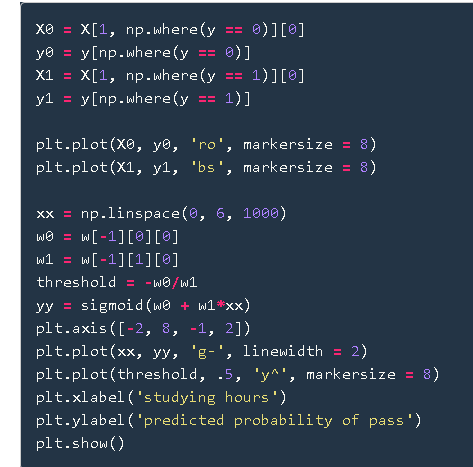 X0 = X[1, np.where(y == 0)][0]
y0 = y[np.where(y == 0)]
X1 = X[1, np.where(y == 1)][0]
y1 = y[np.where(y == 1)]
plt.plot(X0, y0, 'ro', markersize = 8)
plt.plot(X1, y1, 'bs', markersize = 8)
xx = np.linspace(0, 6, 1000)
w0 = w[-1][0][0]
w1 = w[-1][1][0]
threshold = -w0/w1
yy = sigmoid(w0 + w1*xx)
plt.axis([-2, 8, -1, 2])
plt.plot(xx, yy, 'g-', linewidth = 2)
plt.plot(threshold, .5, 'y^', markersize = 8)
plt.xlabel('studying hours')
plt.ylabel('predicted probability of pass')
plt.show()